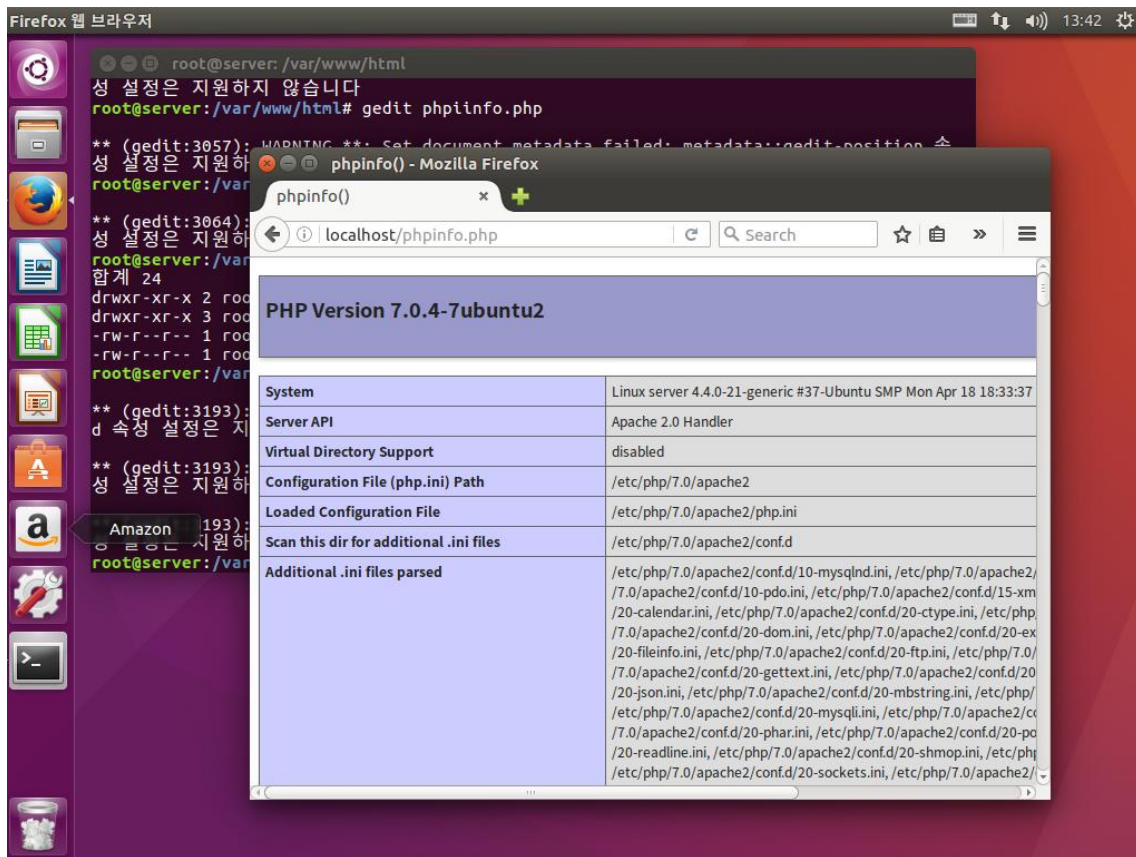 Firefox 웹 브라우저
13:42
root@server: /var/www/html
성 설정은 지원하지 않습니다
root@server:/var/www/html# gedit phpiinfo.php
** (gedit:3057): WARNING **: Set document metadata failed: metadata::gedit-position 속
성 설정은 지원하
root@server:/var
** (gedit:3064):
성 설정은 지원하
root@server:/var
합계 24
drwxr-xr-x 2 roo
drwxr-xr-x 3 roo
-rw-r--r-- 1 roo
-rw-r--r-- 1 roo
root@server:/var
** (gedit:3193):
d 속성 설정은 지
** (gedit:3193):
성 설정은 지원하
193):
지원하
root@server:/var
Amazon
phpinfo() - Mozilla Firefox
phpinfo()
localhost/phpinfo.php
Search
PHP Version 7.0.4-7ubuntu2
System Linux server 4.4.0-21-generic #37-Ubuntu SMP Mon Apr 18 18:33:37
Server API Apache 2.0 Handler
Virtual Directory Support disabled
Configuration File (php.ini) Path /etc/php/7.0/apache2
Loaded Configuration File /etc/php/7.0/apache2/php.ini
Scan this dir for additional .ini files /etc/php/7.0/apache2/conf.d
Additional .ini files parsed /etc/php/7.0/apache2/conf.d/10-mysqlnd.ini, /etc/php/7.0/apache2/
/7.0/apache2/conf.d/10-pdo.ini, /etc/php/7.0/apache2/conf.d/15-xm
/20-calendar.ini, /etc/php/7.0/apache2/conf.d/20-ctype.ini, /etc/php
/7.0/apache2/conf.d/20-dom.ini, /etc/php/7.0/apache2/conf.d/20-ex
/20-fileinfo.ini, /etc/php/7.0/apache2/conf.d/20-ftp.ini, /etc/php/7.0/
/7.0/apache2/conf.d/20-gettext.ini, /etc/php/7.0/apache2/conf.d/20
/20-json.ini, /etc/php/7.0/apache2/conf.d/20-mbstring.ini, /etc/php/
/etc/php/7.0/apache2/conf.d/20-mysqli.ini, /etc/php/7.0/apache2/co
/7.0/apache2/conf.d/20-phar.ini, /etc/php/7.0/apache2/conf.d/20-po
/20-readline.ini, /etc/php/7.0/apache2/conf.d/20-shmop.ini, /etc/php
/etc/php/7.0/apache2/conf.d/20-sockets.ini, /etc/php/7.0/apache2/